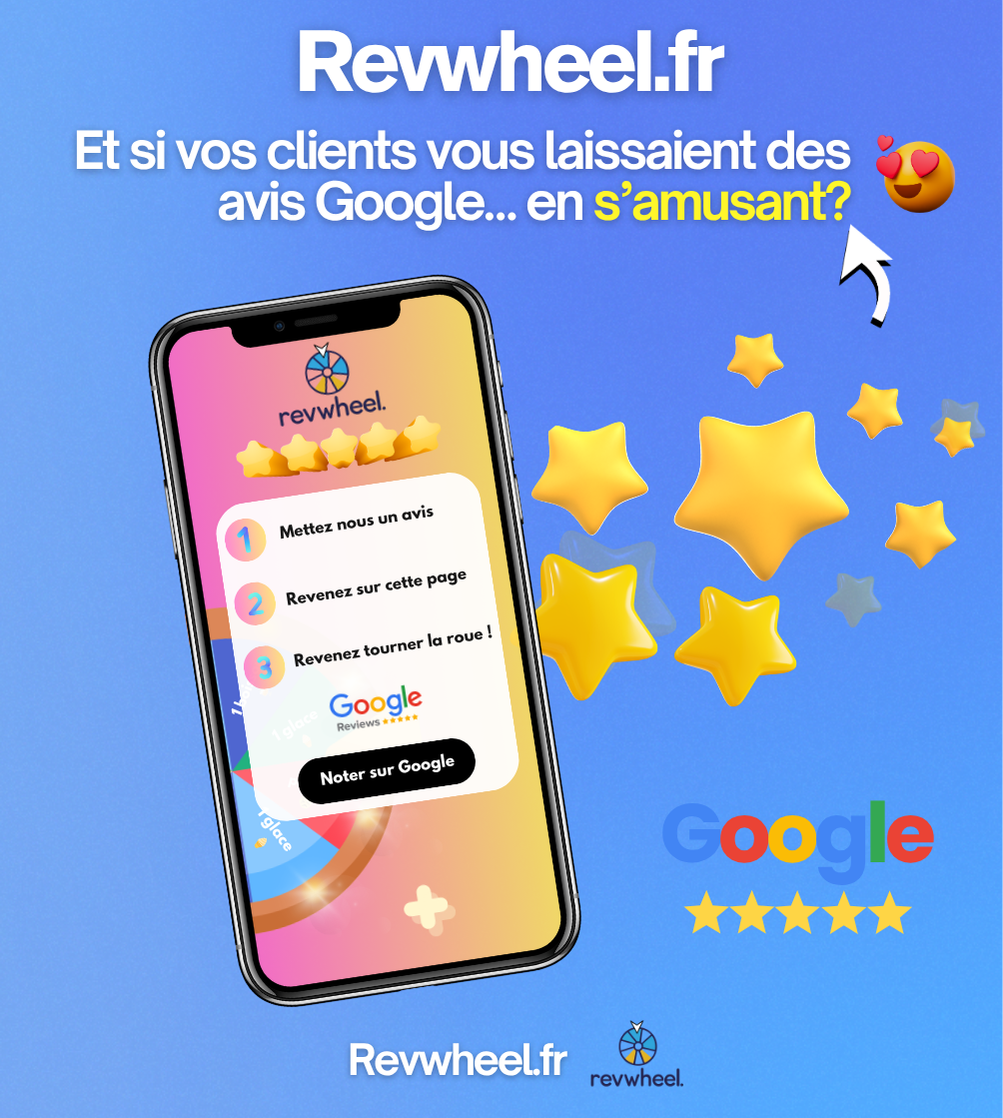 Revwheel.fr
Et si vos clients vous laissaient des
avis Google... en s'amusant?
revwheel.
1 Mettez nous un avis
2 Revenez sur cette page
3 Revenez tourner la roue !
1 glace
Google
Reviews
Noter sur Google
1 glace
Google
Revwheel.fr
revwheel.